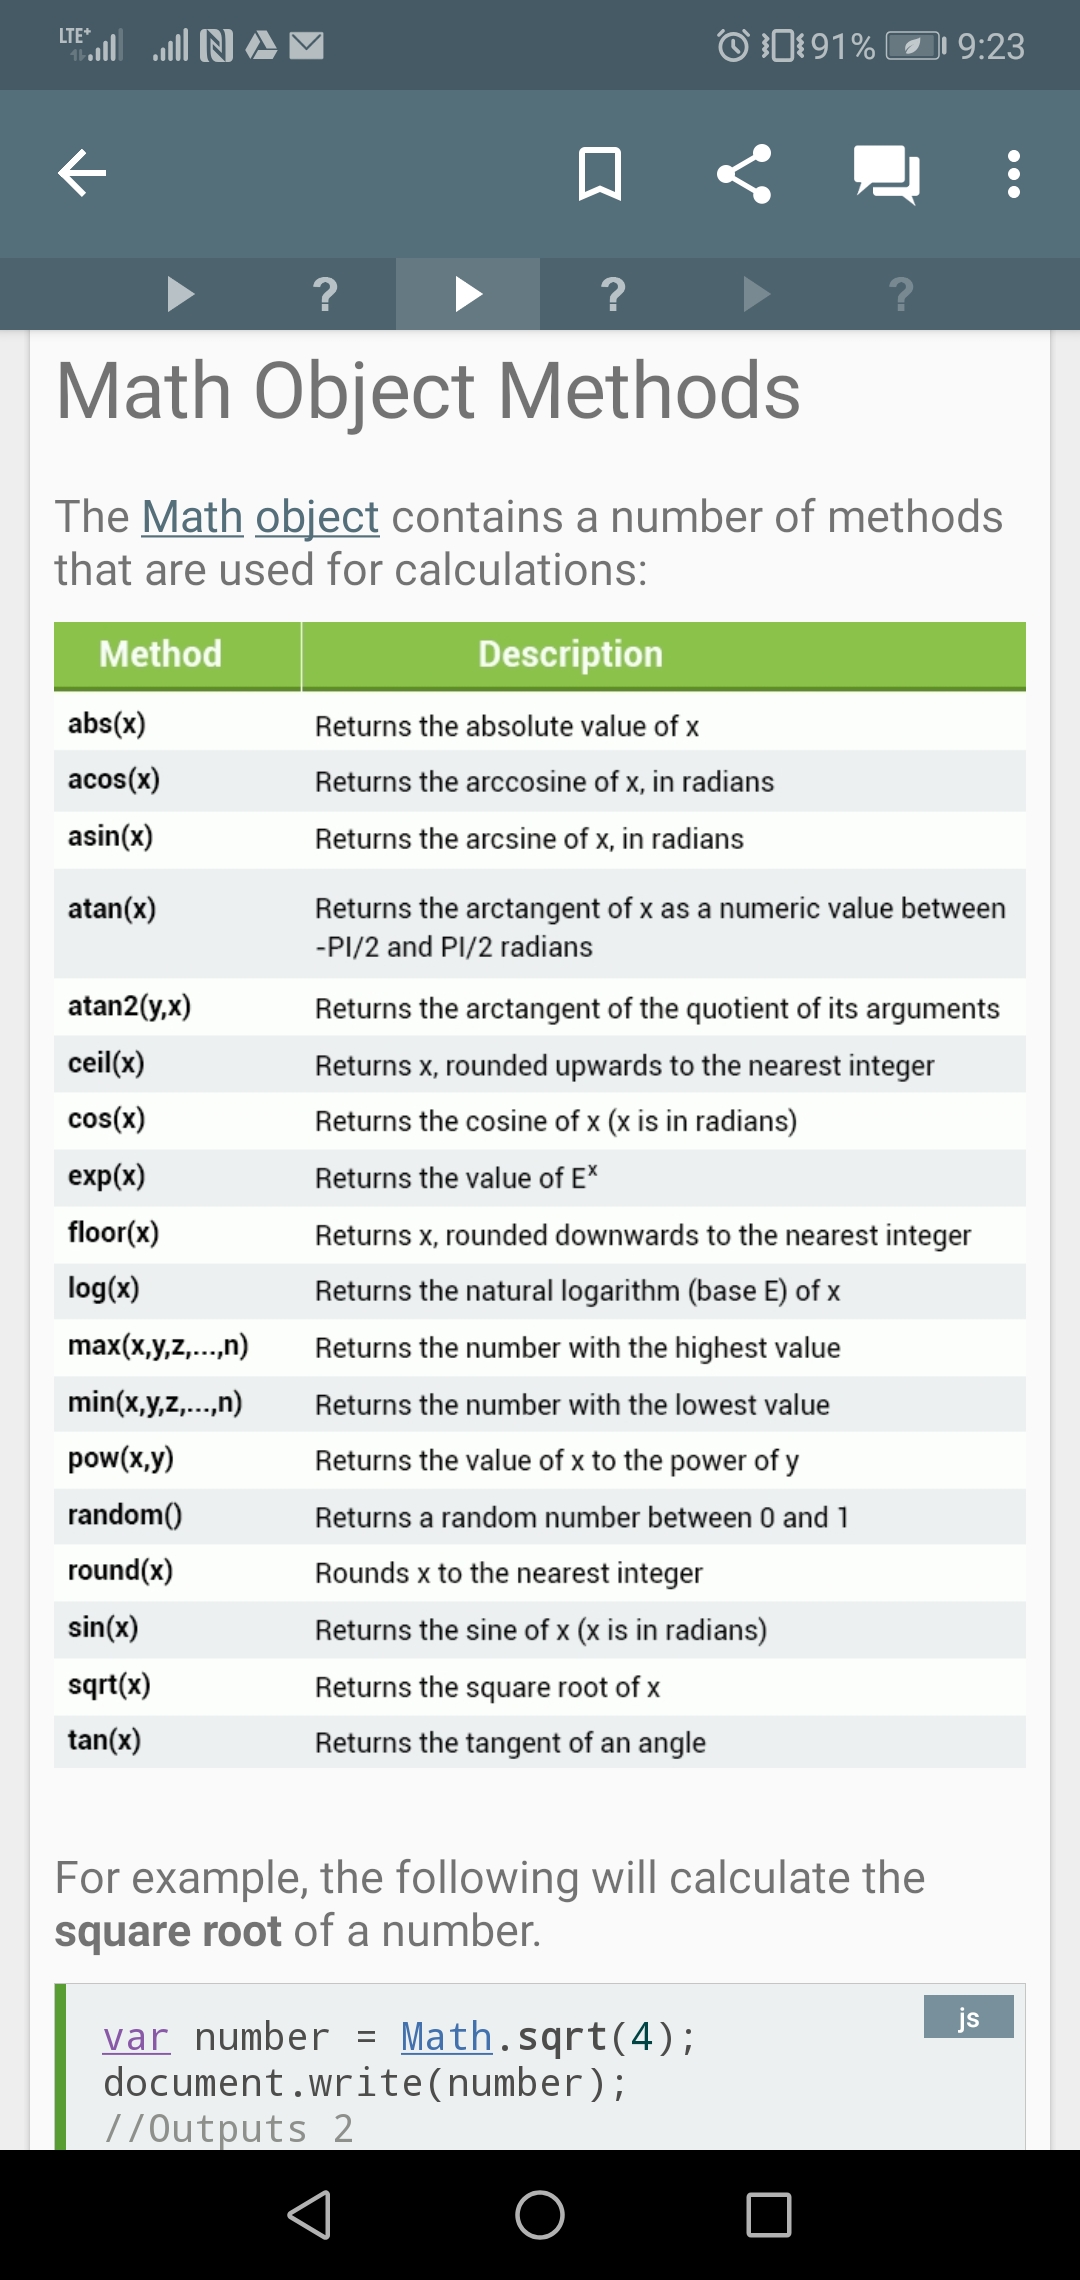 LTE+ 91% 9:23
? ? ?
Math Object Methods
The Math object contains a number of methods
that are used for calculations:
Method Description
abs(x) Returns the absolute value of x
acos(x) Returns the arccosine of x, in radians
asin(x) Returns the arcsine of x, in radians
atan(x) Returns the arctangent of x as a numeric value between
-PI/2 and PI/2 radians
atan2(y,x) Returns the arctangent of the quotient of its arguments
ceil(x) Returns x, rounded upwards to the nearest integer
cos(x) Returns the cosine of x (x is in radians)
exp(x) Returns the value of Eˣ
floor(x) Returns x, rounded downwards to the nearest integer
log(x) Returns the natural logarithm (base E) of x
max(x,y,z,...,n) Returns the number with the highest value
min(x,y,z,...,n) Returns the number with the lowest value
pow(x,y) Returns the value of x to the power of y
random() Returns a random number between 0 and 1
round(x) Rounds x to the nearest integer
sin(x) Returns the sine of x (x is in radians)
sqrt(x) Returns the square root of x
tan(x) Returns the tangent of an angle
For example, the following will calculate the
square root of a number.
js
var number = Math.sqrt(4);
document.write(number);
//Outputs 2